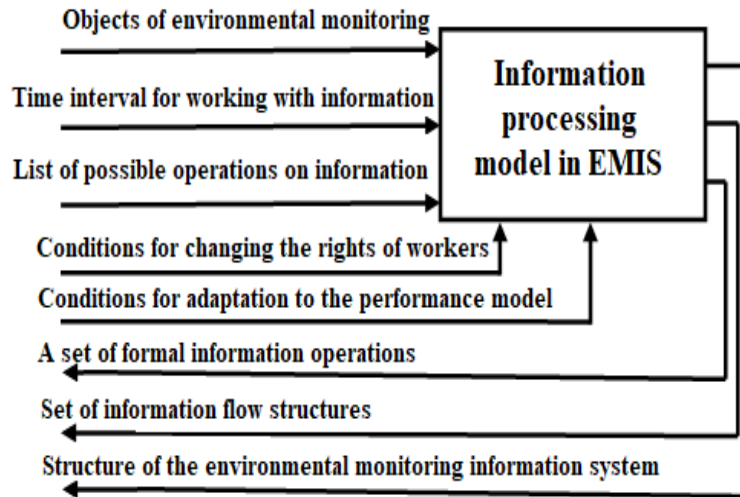 Objects of environmental monitoring
Time interval for working with information
List of possible operations on information
Information
processing
model in EMIS
Conditions for changing the rights of workers
Conditions for adaptation to the performance model
A set of formal information operations
Set of information flow structures
Structure of the environmental monitoring information system